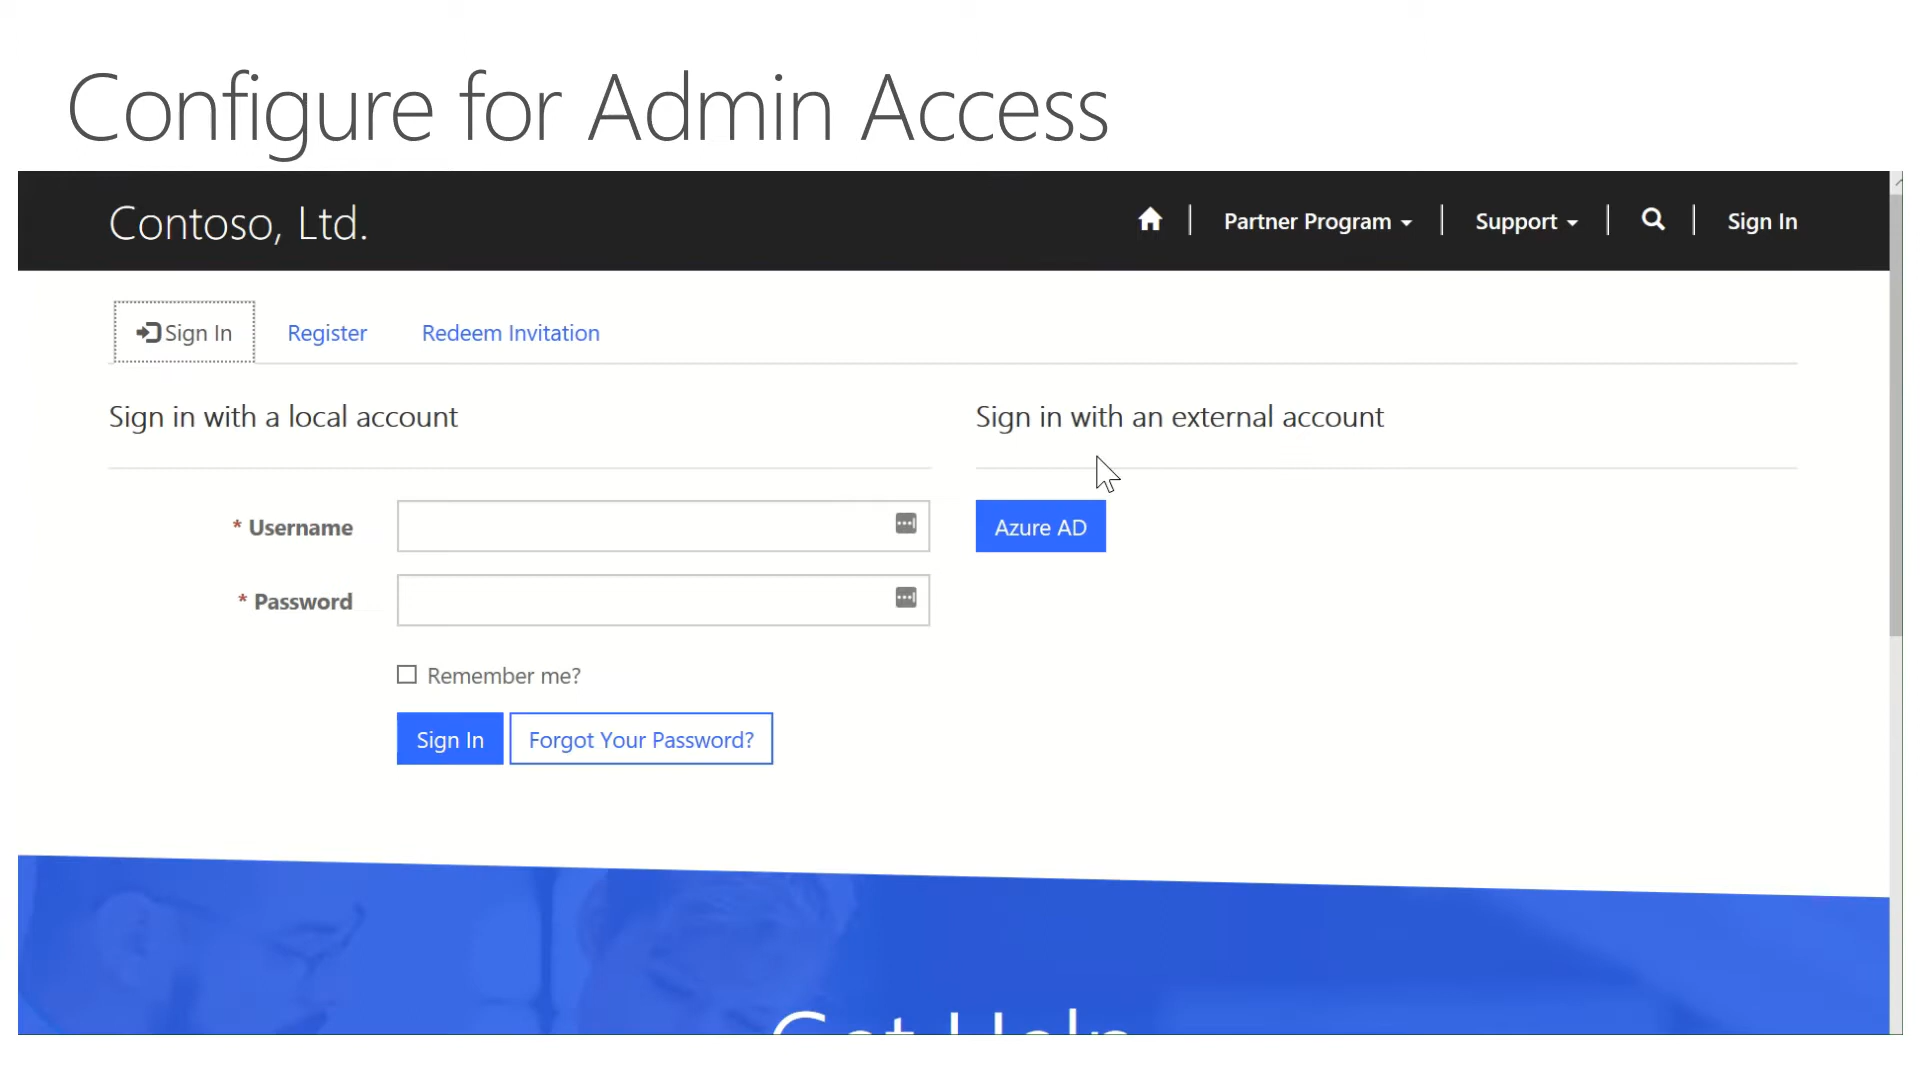 Configure for Admin Access
Contoso, Ltd.
Partner Program
Support
Sign In
Sign In
Register
Redeem Invitation
Sign in with a local account
Sign in with an external account
* Username
Azure AD
* Password
Remember me?
Sign In
Forgot Your Password?
Get Help